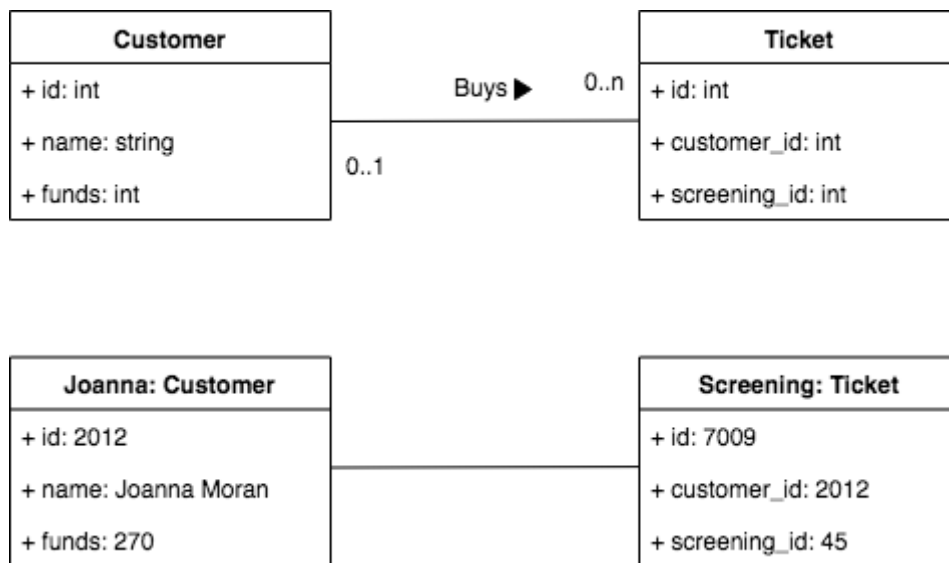 Customer
+ id: int
+ name: string
+ funds: int
Buys ▶
0..n
0..1
Ticket
+ id: int
+ customer_id: int
+ screening_id: int
Joanna: Customer
+ id: 2012
+ name: Joanna Moran
+ funds: 270
Screening: Ticket
+ id: 7009
+ customer_id: 2012
+ screening_id: 45